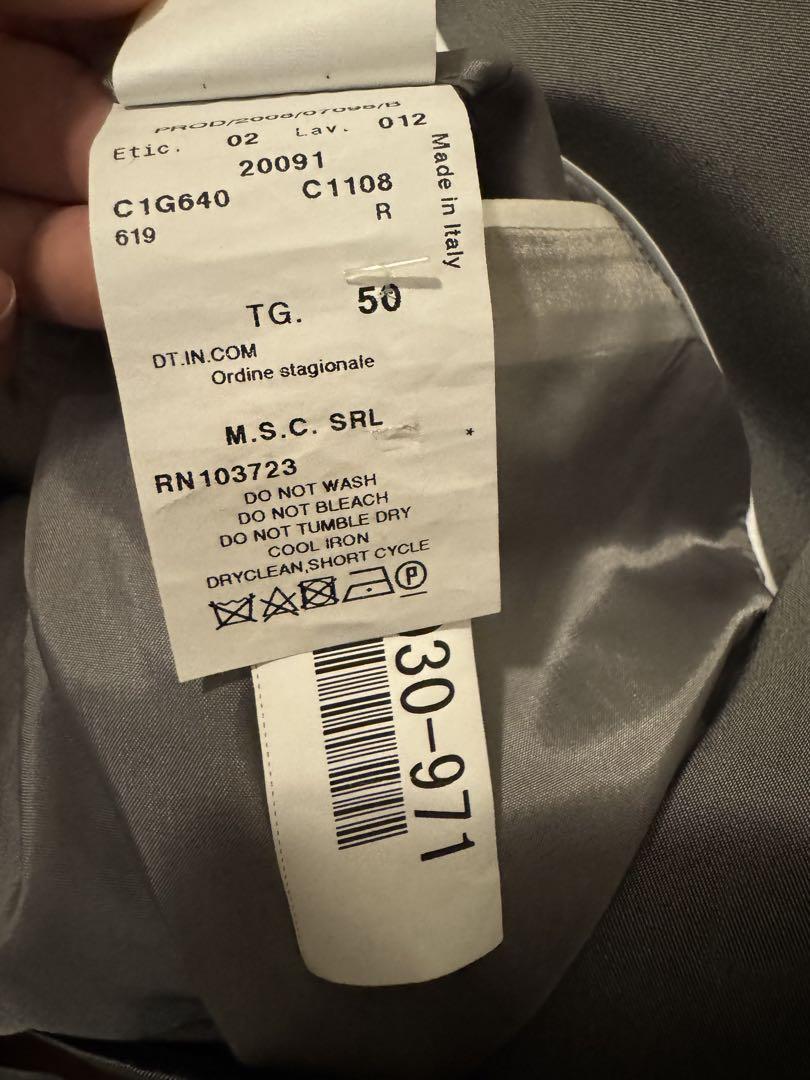 PROD/2008/07098/B
Etic. 02 Lav. 012
20091
C1G640 C1108
619 R
Made in Italy
TG. 50
DT.IN.COM
Ordine stagionale
M.S.C. SRL
*
RN103723
DO NOT WASH
DO NOT BLEACH
DO NOT TUMBLE DRY
COOL IRON
DRYCLEAN,SHORT CYCLE
P
30-971